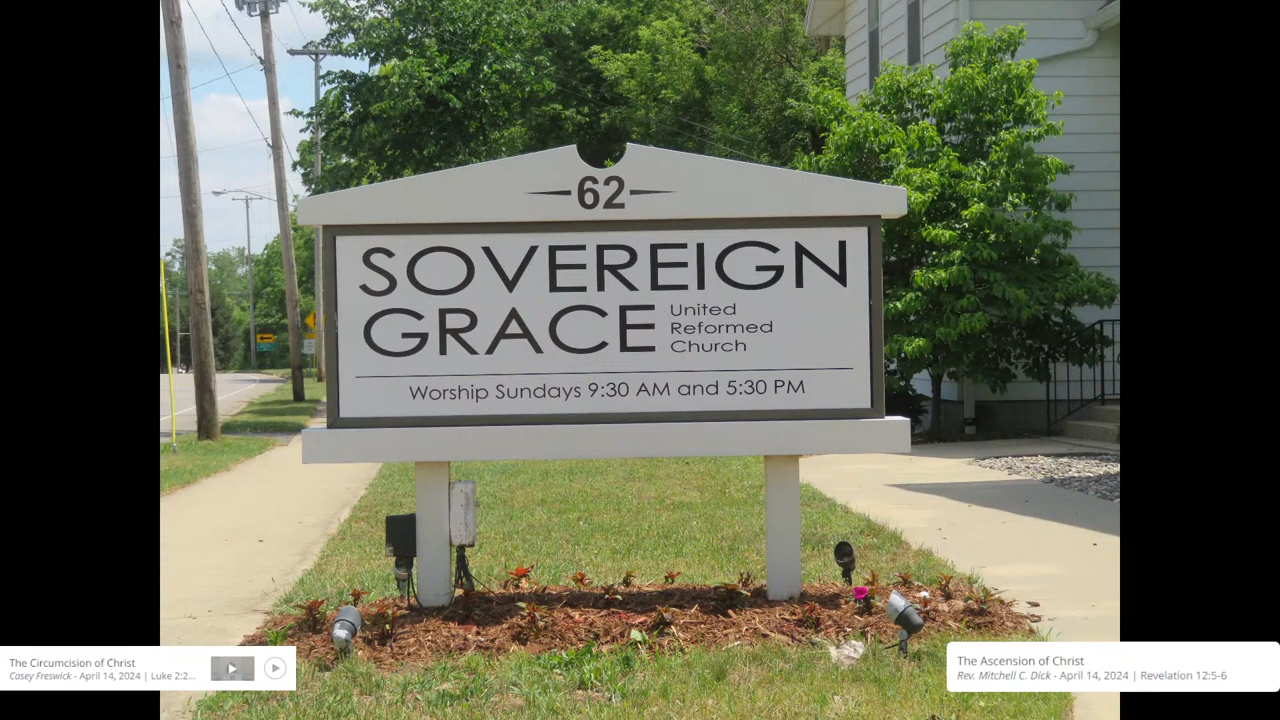 62
SOVEREIGN
GRACE
United
Reformed
Church
Worship Sundays 9:30 AM and 5:30 PM
The Circumcision of Christ
Casey Freswick - April 14, 2024 | Luke 2:2...
The Ascension of Christ
Rev. Mitchell C. Dick - April 14, 2024 | Revelation 12:5-6